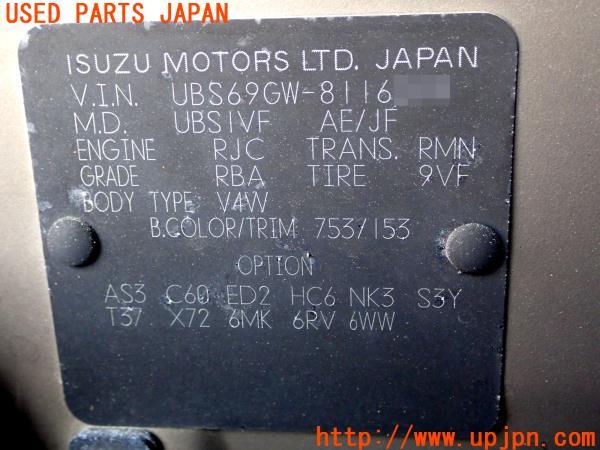 USED PARTS JAPAN
ISUZU MOTORS LTD. JAPAN
V.I.N. UBS69GW-8116
M.D. UBS1VF AE/JF
ENGINE RJC TRANS. RMN
GRADE RBA TIRE 9VF
BODY TYPE V4W
B.COLOR/TRIM 753/153
OPTION
AS3 C60 ED2 HC6 NK3 S3Y
T37 X72 6MK 6RV 6WW
http://www.upjpn.com